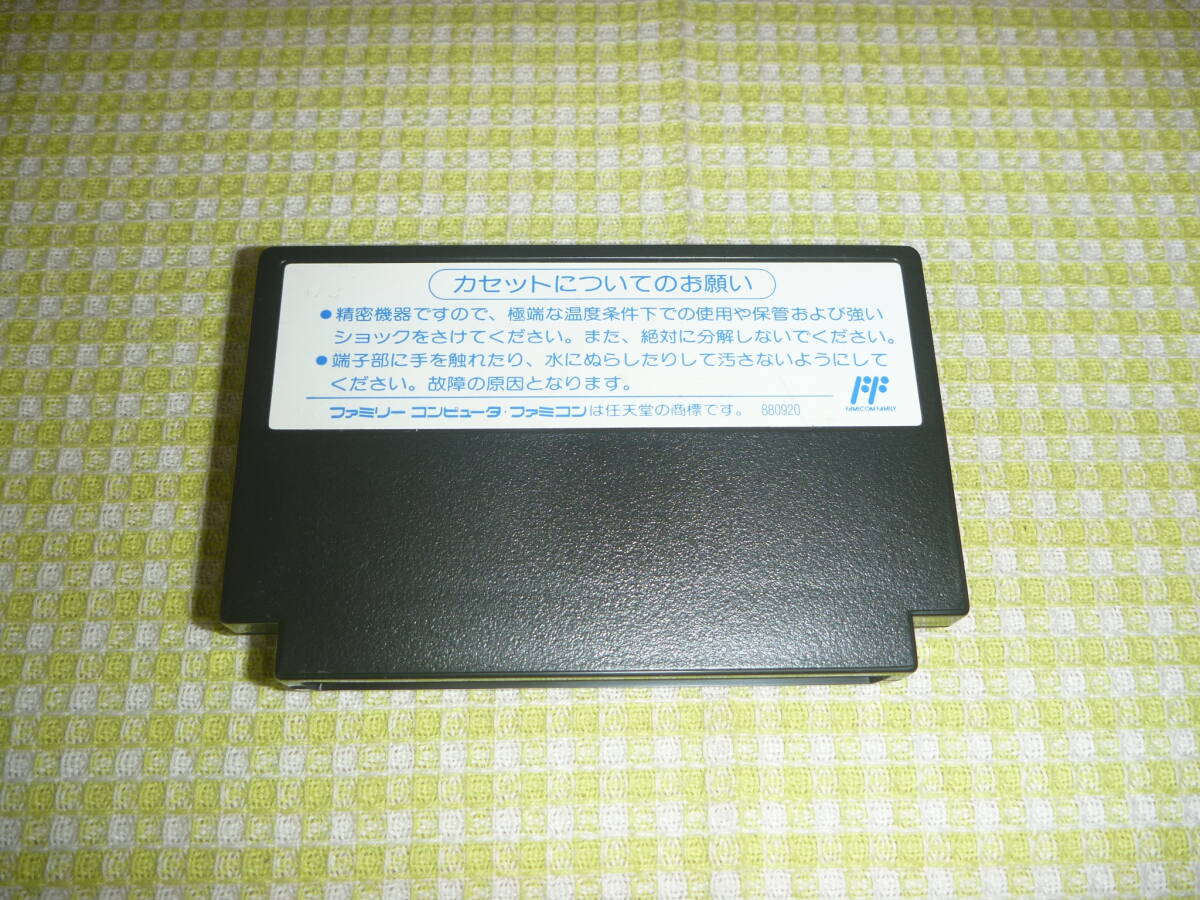 カセットについてのお願い
●精密機器ですので、極端な温度条件下での使用や保管および強い
ショックをさけてください。また、絶対に分解しないでください。
●端子部に手を触れたり、水にぬらしたりして汚さないようにして
ください。故障の原因となります。
FF
FAMICOM FAMILY
ファミリー コンピュータ・ファミコンは任天堂の商標です。 880920